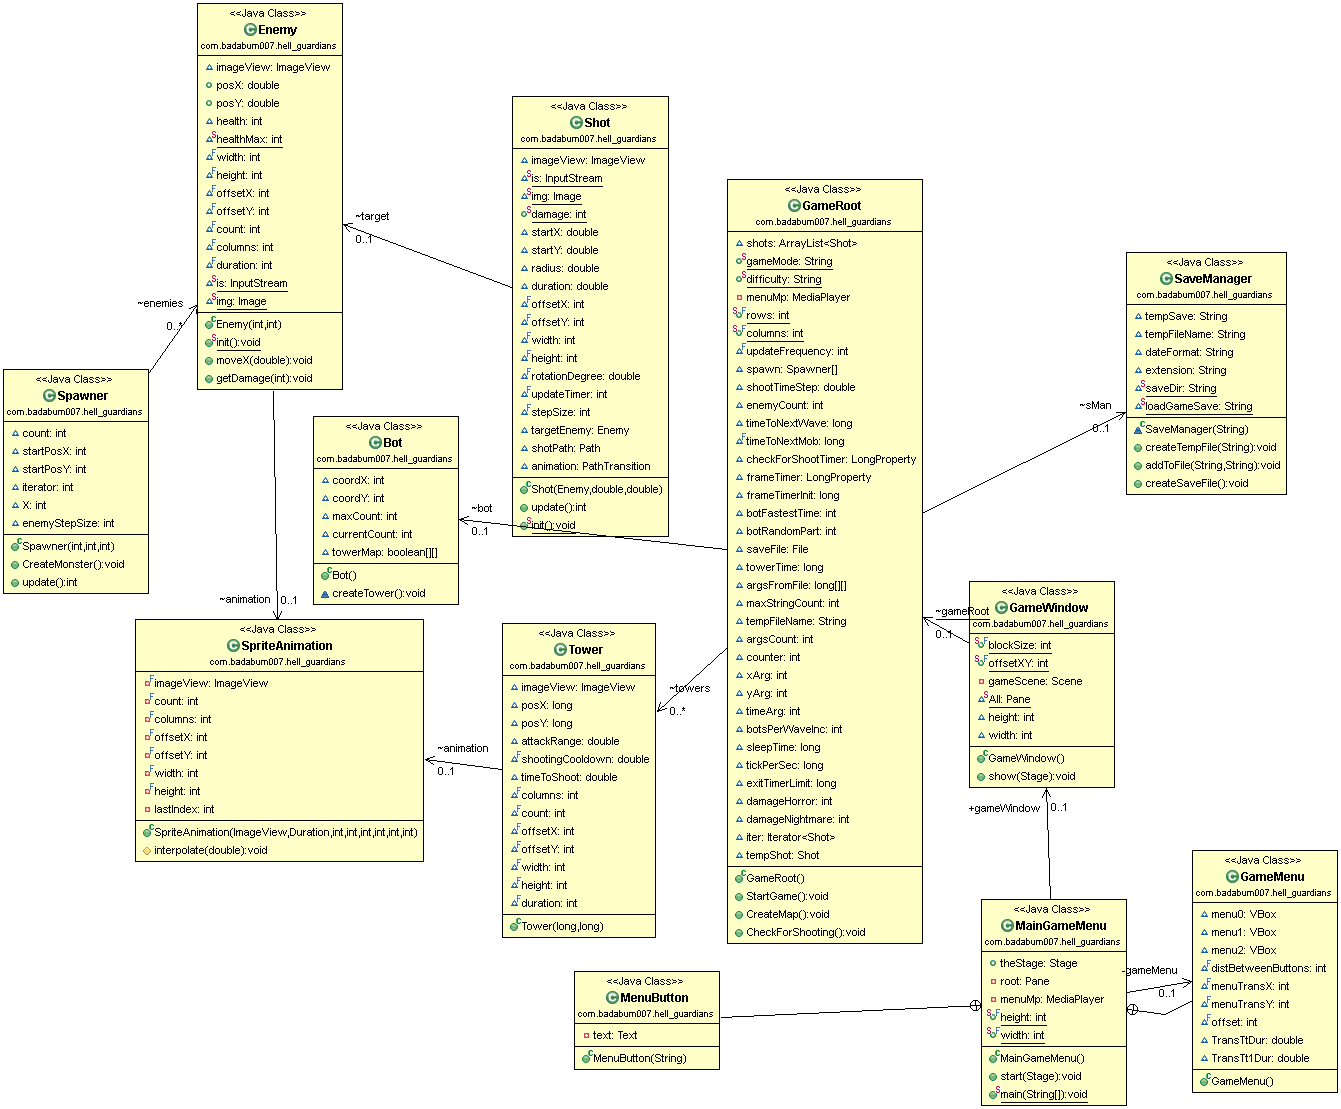 <<Java Class>>
Enemy
com.badabum007.hell_guardians
imageView: ImageView
posX: double
posY: double
health: int
healthMax: int
width: int
height: int
offsetX: int
offsetY: int
count: int
columns: int
duration: int
is: InputStream
img: Image
Enemy(int,int)
init():void
moveX(double):void
getDamage(int):void
<<Java Class>>
Shot
com.badabum007.hell_guardians
imageView: ImageView
is: InputStream
img: Image
damage: int
startX: double
startY: double
radius: double
duration: double
offsetX: int
offsetY: int
width: int
height: int
rotationDegree: double
updateTimer: int
stepSize: int
targetEnemy: Enemy
shotPath: Path
animation: PathTransition
Shot(Enemy,double,double)
update():int
init():void
~target
0..1
<<Java Class>>
GameRoot
com.badabum007.hell_guardians
shots: ArrayList<Shot>
gameMode: String
difficulty: String
menuMp: MediaPlayer
rows: int
columns: int
updateFrequency: int
spawn: Spawner[]
shootTimeStep: double
enemyCount: int
timeToNextWave: long
timeToNextMob: long
checkForShootTimer: LongProperty
frameTimer: LongProperty
frameTimerInit: long
botFastestTime: int
botRandomPart: int
saveFile: File
towerTime: long
argsFromFile: long[][]
maxStringCount: int
tempFileName: String
argsCount: int
counter: int
xArg: int
yArg: int
timeArg: int
botsPerWaveInc: int
sleepTime: long
tickPerSec: long
exitTimerLimit: long
damageHorror: int
damageNightmare: int
iter: Iterator<Shot>
tempShot: Shot
GameRoot()
StartGame():void
CreateMap():void
CheckForShooting():void
<<Java Class>>
SaveManager
com.badabum007.hell_guardians
tempSave: String
tempFileName: String
dateFormat: String
extension: String
saveDir: String
loadGameSave: String
SaveManager(String)
createTempFile(String):void
addToFile(String,String):void
createSaveFile():void
~sMan
0..1
~enemies
0..*
<<Java Class>>
Spawner
com.badabum007.hell_guardians
count: int
startPosX: int
startPosY: int
iterator: int
X: int
enemyStepSize: int
Spawner(int,int,int)
CreateMonster():void
update():int
<<Java Class>>
Bot
com.badabum007.hell_guardians
coordX: int
coordY: int
maxCount: int
currentCount: int
towerMap: boolean[][]
Bot()
createTower():void
~bot
0..1
~animation
0..1
<<Java Class>>
SpriteAnimation
com.badabum007.hell_guardians
imageView: ImageView
count: int
columns: int
offsetX: int
offsetY: int
width: int
height: int
lastIndex: int
SpriteAnimation(ImageView,Duration,int,int,int,int,int,int)
interpolate(double):void
~animation
0..1
<<Java Class>>
Tower
com.badabum007.hell_guardians
imageView: ImageView
posX: long
posY: long
attackRange: double
shootingCooldown: double
timeToShoot: double
columns: int
count: int
offsetX: int
offsetY: int
width: int
height: int
duration: int
Tower(long,long)
~towers
0..*
<<Java Class>>
GameWindow
com.badabum007.hell_guardians
blockSize: int
offsetXY: int
gameScene: Scene
All: Pane
height: int
width: int
GameWindow()
show(Stage):void
~gameRoot
0..1
+gameWindow
0..1
<<Java Class>>
MainGameMenu
com.badabum007.hell_guardians
theStage: Stage
root: Pane
menuMp: MediaPlayer
height: int
width: int
MainGameMenu()
start(Stage):void
main(String[]):void
-gameMenu
0..1
<<Java Class>>
GameMenu
com.badabum007.hell_guardians
menu0: VBox
menu1: VBox
menu2: VBox
distBetweenButtons: int
menuTransX: int
menuTransY: int
offset: int
TransTtDur: double
TransTt1Dur: double
GameMenu()
<<Java Class>>
MenuButton
com.badabum007.hell_guardians
text: Text
MenuButton(String)